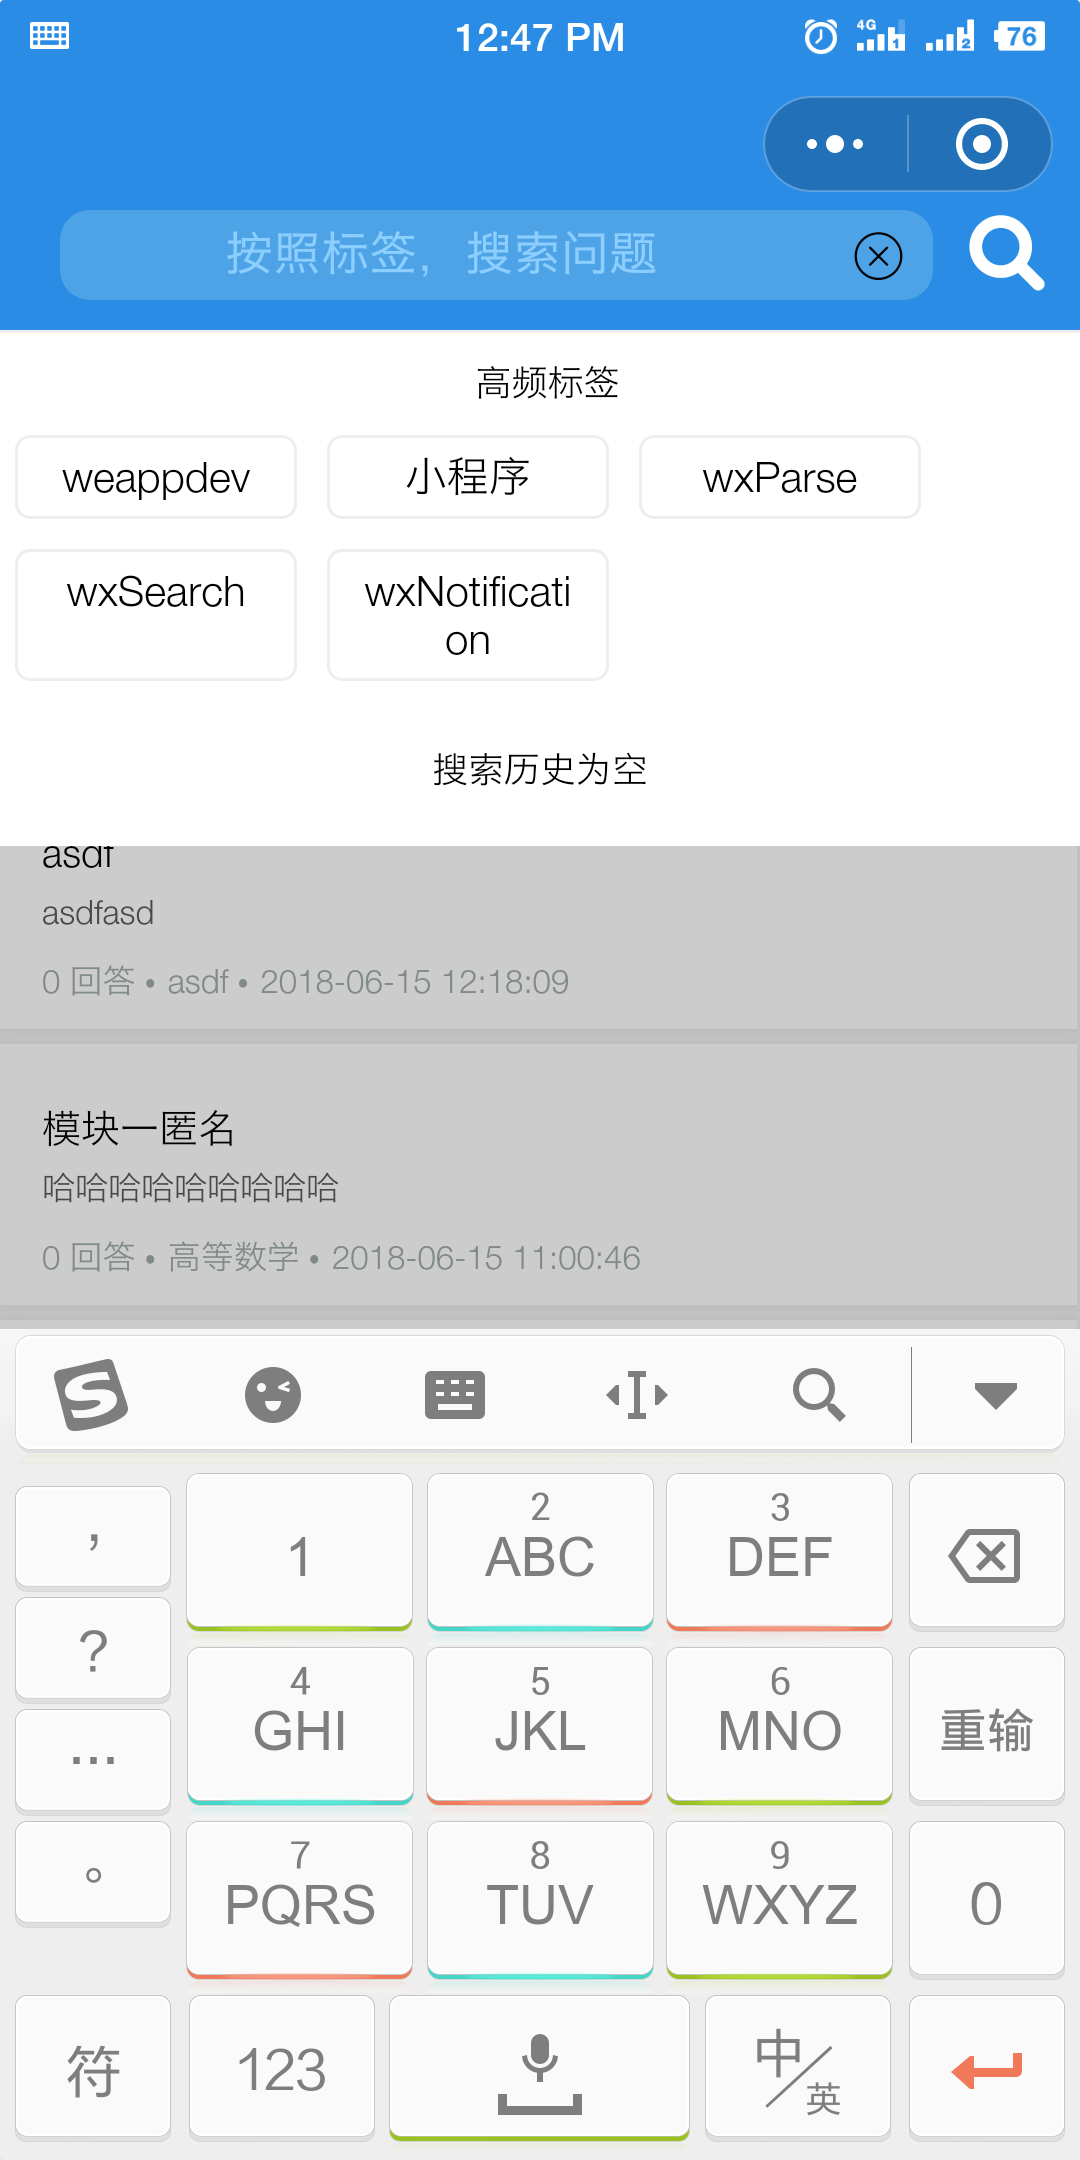 12:47 PM
4G
1
2
76
按照标签，搜索问题
高频标签
weappdev
小程序
wxParse
wxSearch
wxNotificati
on
搜索历史为空
asdf
asdfasd
0 回答 • asdf • 2018-06-15 12:18:09
模块一匿名
哈哈哈哈哈哈哈哈哈
0 回答 • 高等数学 • 2018-06-15 11:00:46
S
，
?
...
。
1
2
ABC
3
DEF
4
GHI
5
JKL
6
MNO
重输
7
PQRS
8
TUV
9
WXYZ
0
符
123
中/英